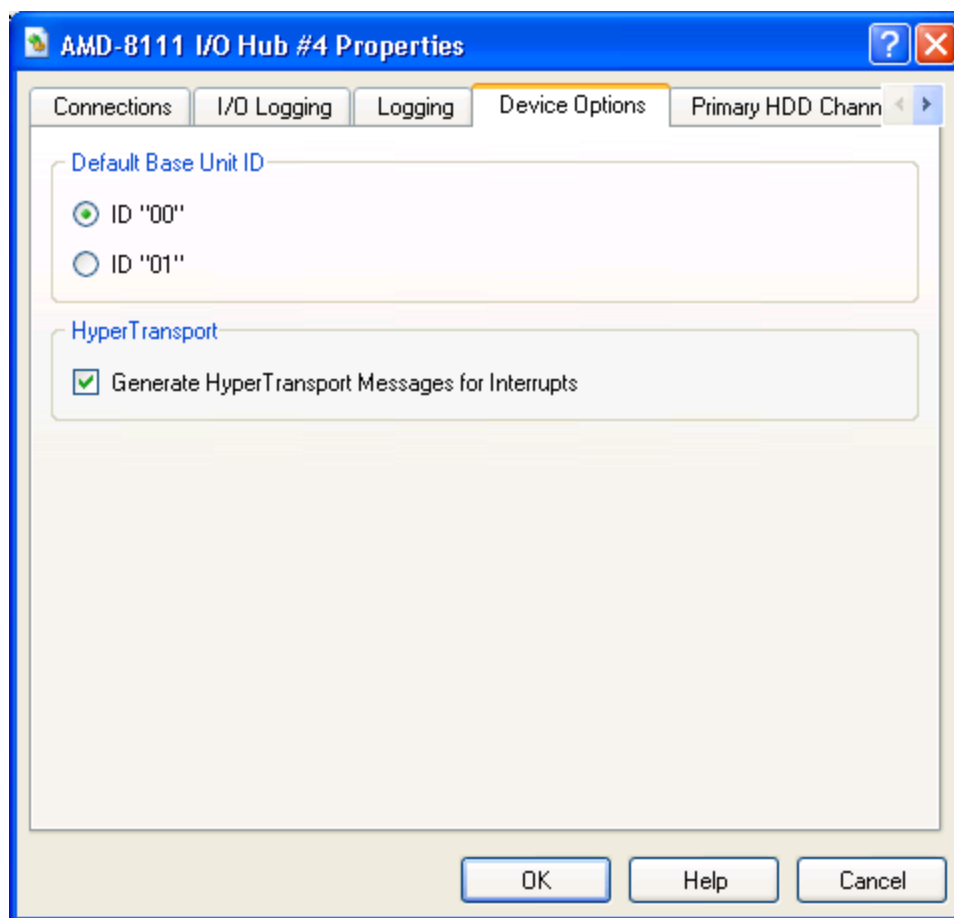 AMD-8111 I/O Hub #4 Properties
Connections I/O Logging Logging Device Options Primary HDD Chann
Default Base Unit ID
ID "00"
ID "01"
HyperTransport
Generate HyperTransport Messages for Interrupts
OK Help Cancel